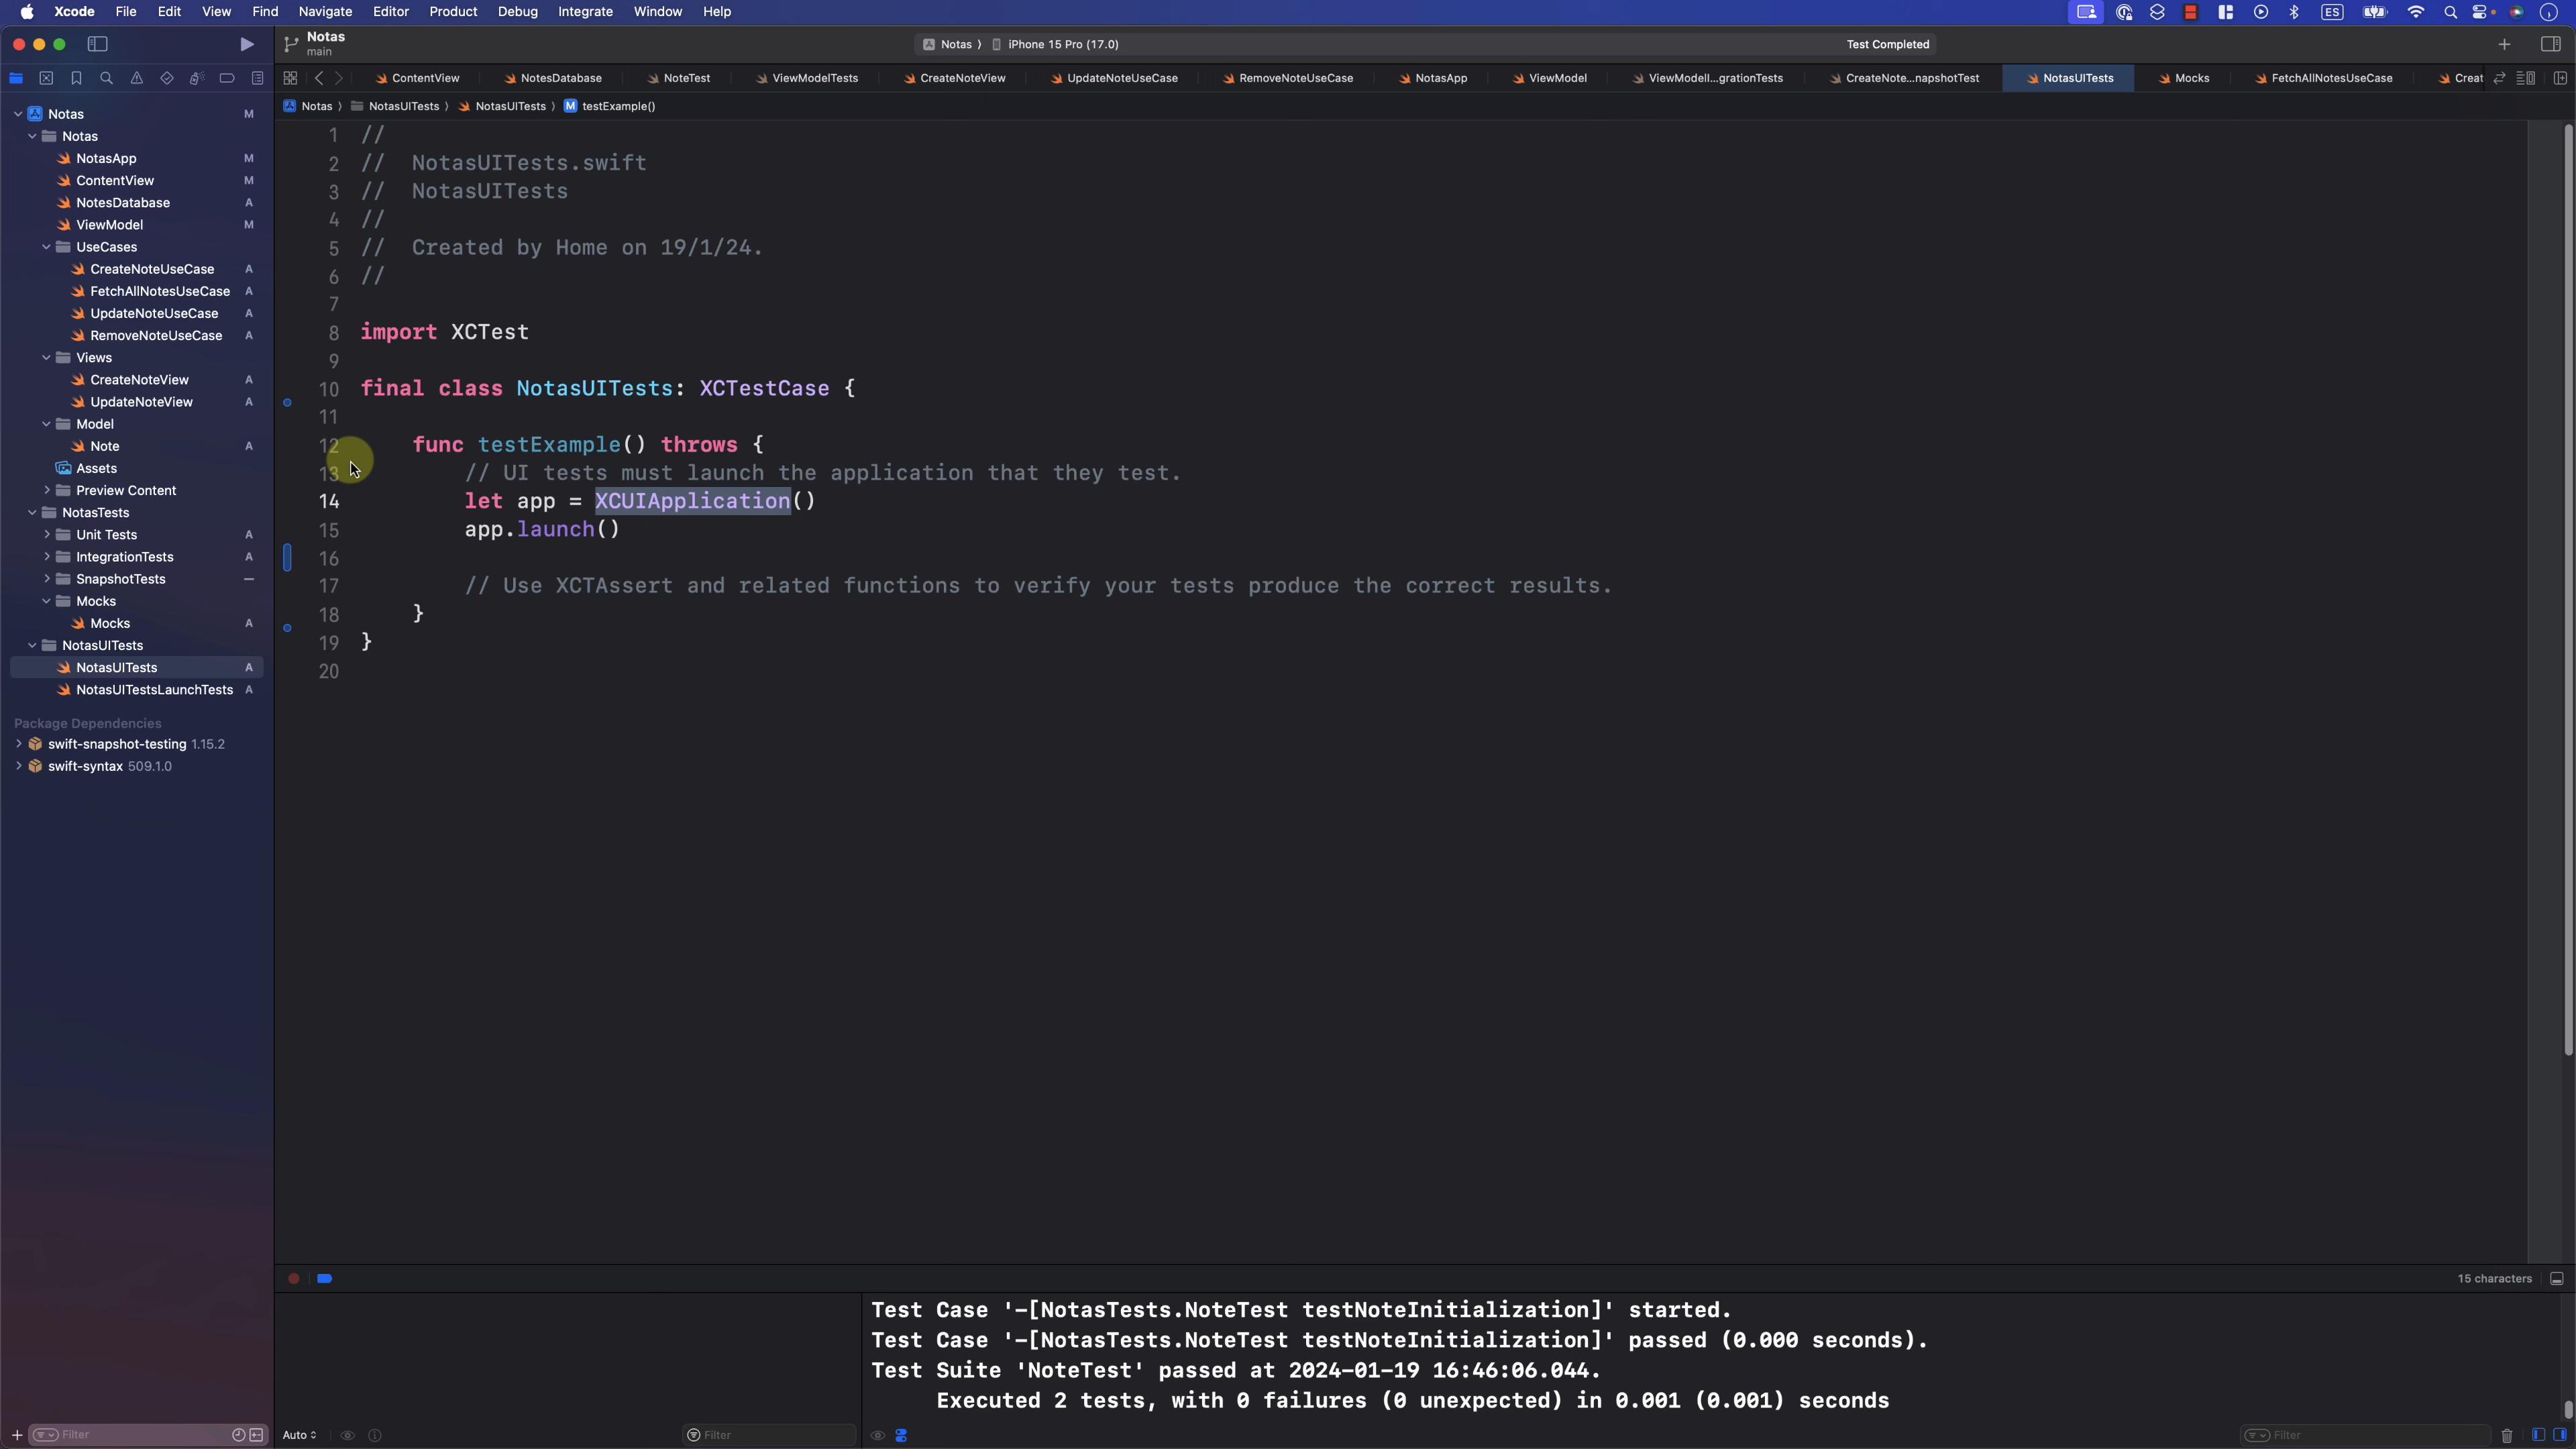 Xcode File Edit View Find Navigate Editor Product Debug Integrate Window Help ES
Notas
main
Notas 〉 iPhone 15 Pro (17.0) Test Completed
ContentView NotesDatabase NoteTest ViewModelTests CreateNoteView UpdateNoteUseCase RemoveNoteUseCase NotasApp ViewModel ViewModelI...grationTests CreateNote...napshotTest NotasUITests Mocks FetchAllNotesUseCase Creat
Notas 〉 NotasUITests 〉 NotasUITests 〉 M testExample()
Notas M
Notas
NotasApp M
ContentView M
NotesDatabase A
ViewModel M
UseCases
CreateNoteUseCase A
FetchAllNotesUseCase A
UpdateNoteUseCase A
RemoveNoteUseCase A
Views
CreateNoteView A
UpdateNoteView A
Model
Note A
Assets
Preview Content
NotasTests
Unit Tests A
IntegrationTests A
SnapshotTests –
Mocks
Mocks A
NotasUITests
NotasUITests A
NotasUITestsLaunchTests A
Package Dependencies
swift-snapshot-testing 1.15.2
swift-syntax 509.1.0
Filter
1 //
2 // NotasUITests.swift
3 // NotasUITests
4 //
5 // Created by Home on 19/1/24.
6 //
7
8 import XCTest
9
10 final class NotasUITests: XCTestCase {
11
12 func testExample() throws {
13 // UI tests must launch the application that they test.
14 let app = XCUIApplication()
15 app.launch()
16
17 // Use XCTAssert and related functions to verify your tests produce the correct results.
18 }
19 }
20
15 characters
Test Case '-[NotasTests.NoteTest testNoteInitialization]' started.
Test Case '-[NotasTests.NoteTest testNoteInitialization]' passed (0.000 seconds).
Test Suite 'NoteTest' passed at 2024-01-19 16:46:06.044.
Executed 2 tests, with 0 failures (0 unexpected) in 0.001 (0.001) seconds
Auto Filter Filter